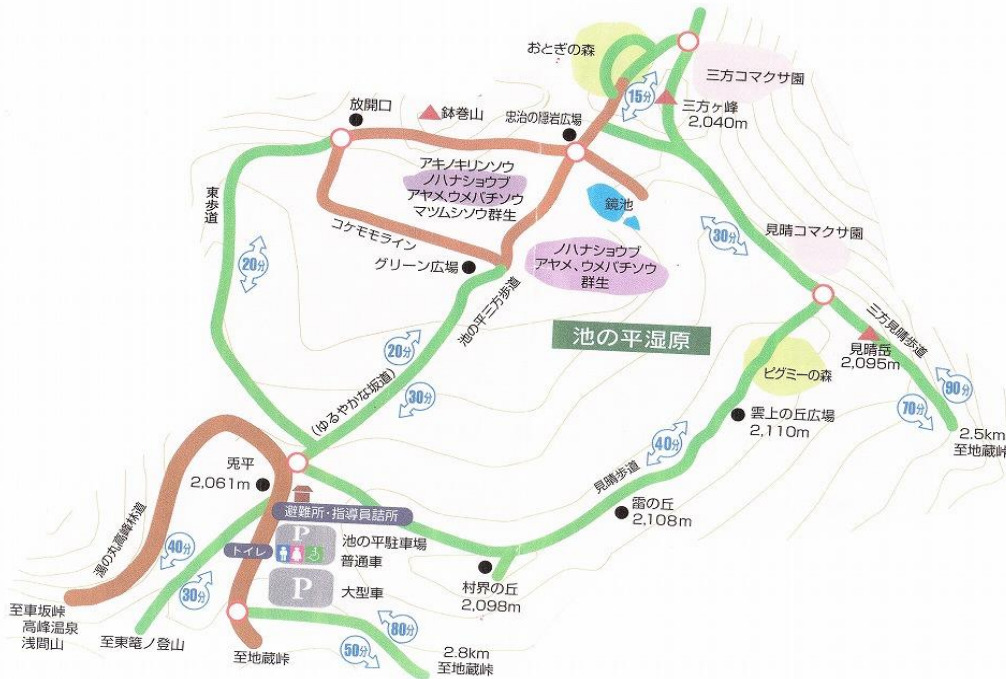 おとぎの森
三方コマクサ園
15分
三方ヶ峰
2,040m
放開口
鉢巻山
忠治の隠岩広場
アキノキリンソウ
ノハナショウブ
アヤメ、ウメバチソウ
マツムシソウ群生
鏡池
東歩道
コケモモライン
見晴コマクサ園
30分
グリーン広場
ノハナショウブ
アヤメ、ウメバチソウ
群生
20分
池の平三方歩道
三方見晴歩道
池の平湿原
見晴岳
2,095m
20分
ピグミーの森
90分
30分
(ゆるやかな坂道)
雲上の丘広場
2,110m
70分
40分
2.5km
至地蔵峠
兎平
2,061m
見晴歩道
雷の丘
2,108m
避難所・指導員詰所
湯の丸高峰林道
P
池の平駐車場
普通車
トイレ
40分
村界の丘
2,098m
P
大型車
30分
至車坂峠
高峰温泉
浅間山
至東篭ノ登山
至地蔵峠
80分
50分
2.8km
至地蔵峠